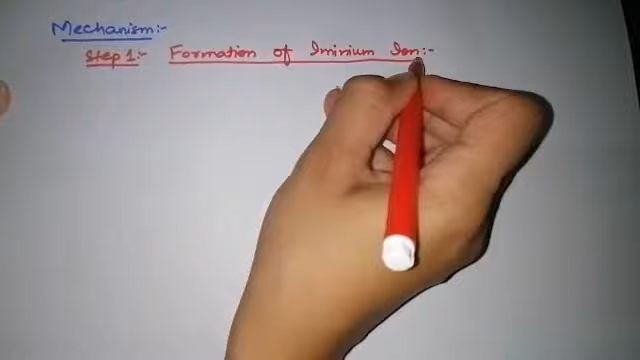 Mechanism:-
Step 1:- Formation of Iminium Ion:-